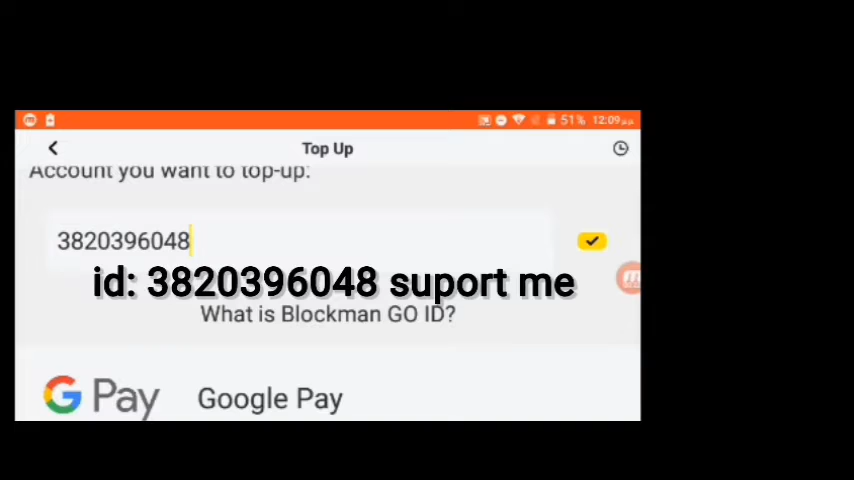 51% 12:09م.م
Top Up
Account you want to top-up:
3820396048
id: 3820396048 suport me
What is Blockman GO ID?
G Pay Google Pay